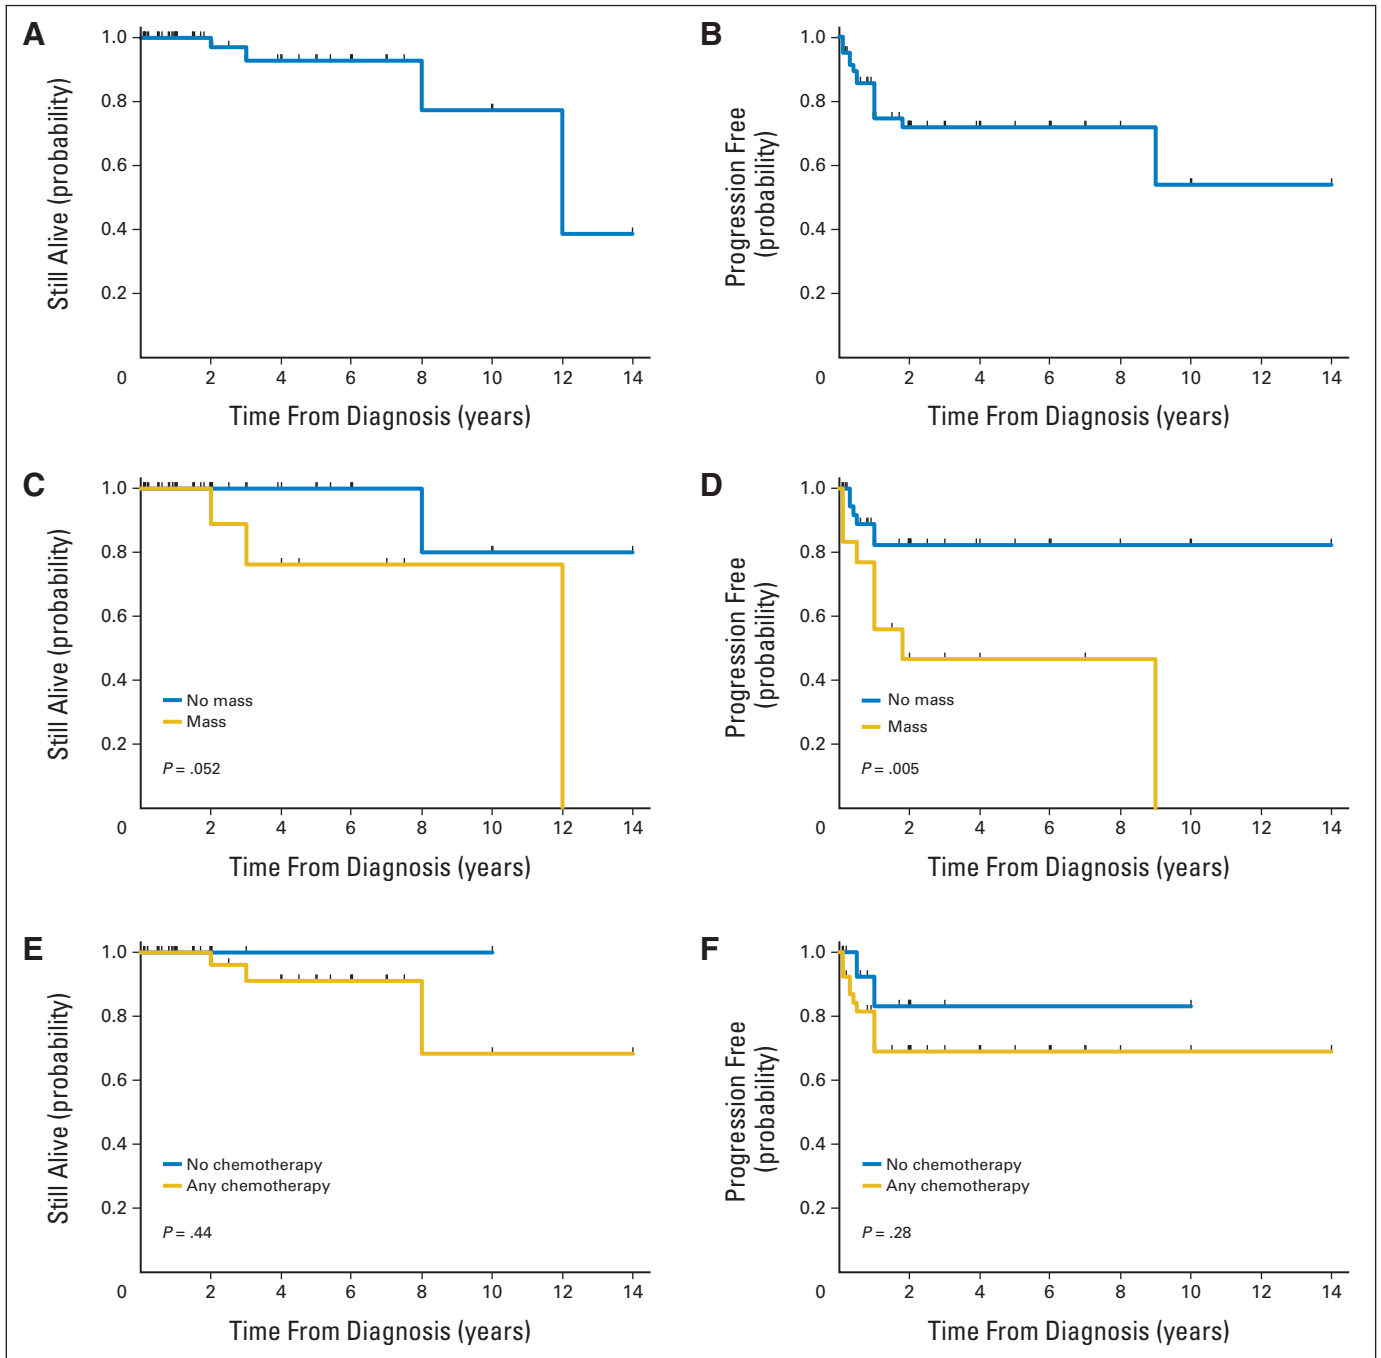 A
Still Alive (probability)
1.0
0.8
0.6
0.4
0.2
0 2 4 6 8 10 12 14
Time From Diagnosis (years)
B
Progression Free
(probability)
1.0
0.8
0.6
0.4
0.2
0 2 4 6 8 10 12 14
Time From Diagnosis (years)
C
Still Alive (probability)
1.0
0.8
0.6
0.4
0.2
No mass
Mass
P = .052
0 2 4 6 8 10 12 14
Time From Diagnosis (years)
D
Progression Free
(probability)
1.0
0.8
0.6
0.4
0.2
No mass
Mass
P = .005
0 2 4 6 8 10 12 14
Time From Diagnosis (years)
E
Still Alive (probability)
1.0
0.8
0.6
0.4
0.2
No chemotherapy
Any chemotherapy
P = .44
0 2 4 6 8 10 12 14
Time From Diagnosis (years)
F
Progression Free
(probability)
1.0
0.8
0.6
0.4
0.2
No chemotherapy
Any chemotherapy
P = .28
0 2 4 6 8 10 12 14
Time From Diagnosis (years)